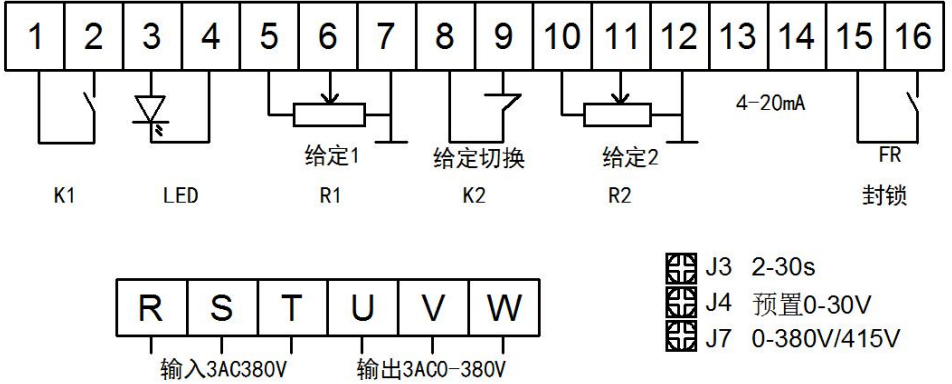 1 2 3 4 5 6 7 8 9 10 11 12 13 14 15 16
4-20mA
给定1 给定切换 给定2 FR
K1 LED R1 K2 R2 封锁
R S T U V W
输入3AC380V 输出3AC0-380V
J3 2-30s
J4 预置0-30V
J7 0-380V/415V